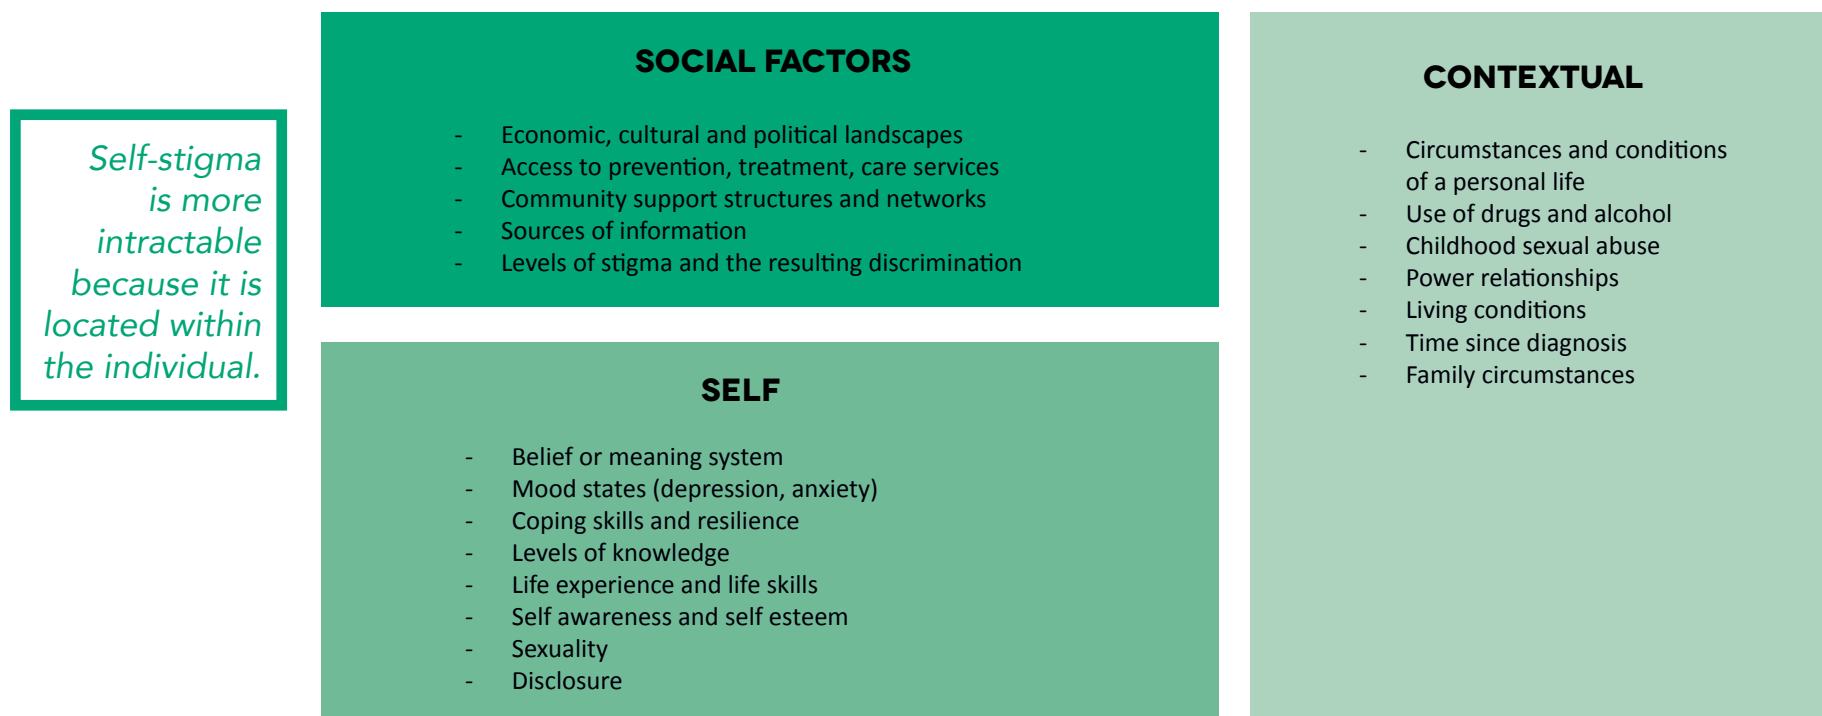 Self-stigma
is more
intractable
because it is
located within
the individual.
SOCIAL FACTORS
- Economic, cultural and political landscapes
- Access to prevention, treatment, care services
- Community support structures and networks
- Sources of information
- Levels of stigma and the resulting discrimination
SELF
- Belief or meaning system
- Mood states (depression, anxiety)
- Coping skills and resilience
- Levels of knowledge
- Life experience and life skills
- Self awareness and self esteem
- Sexuality
- Disclosure
CONTEXTUAL
- Circumstances and conditions
of a personal life
- Use of drugs and alcohol
- Childhood sexual abuse
- Power relationships
- Living conditions
- Time since diagnosis
- Family circumstances